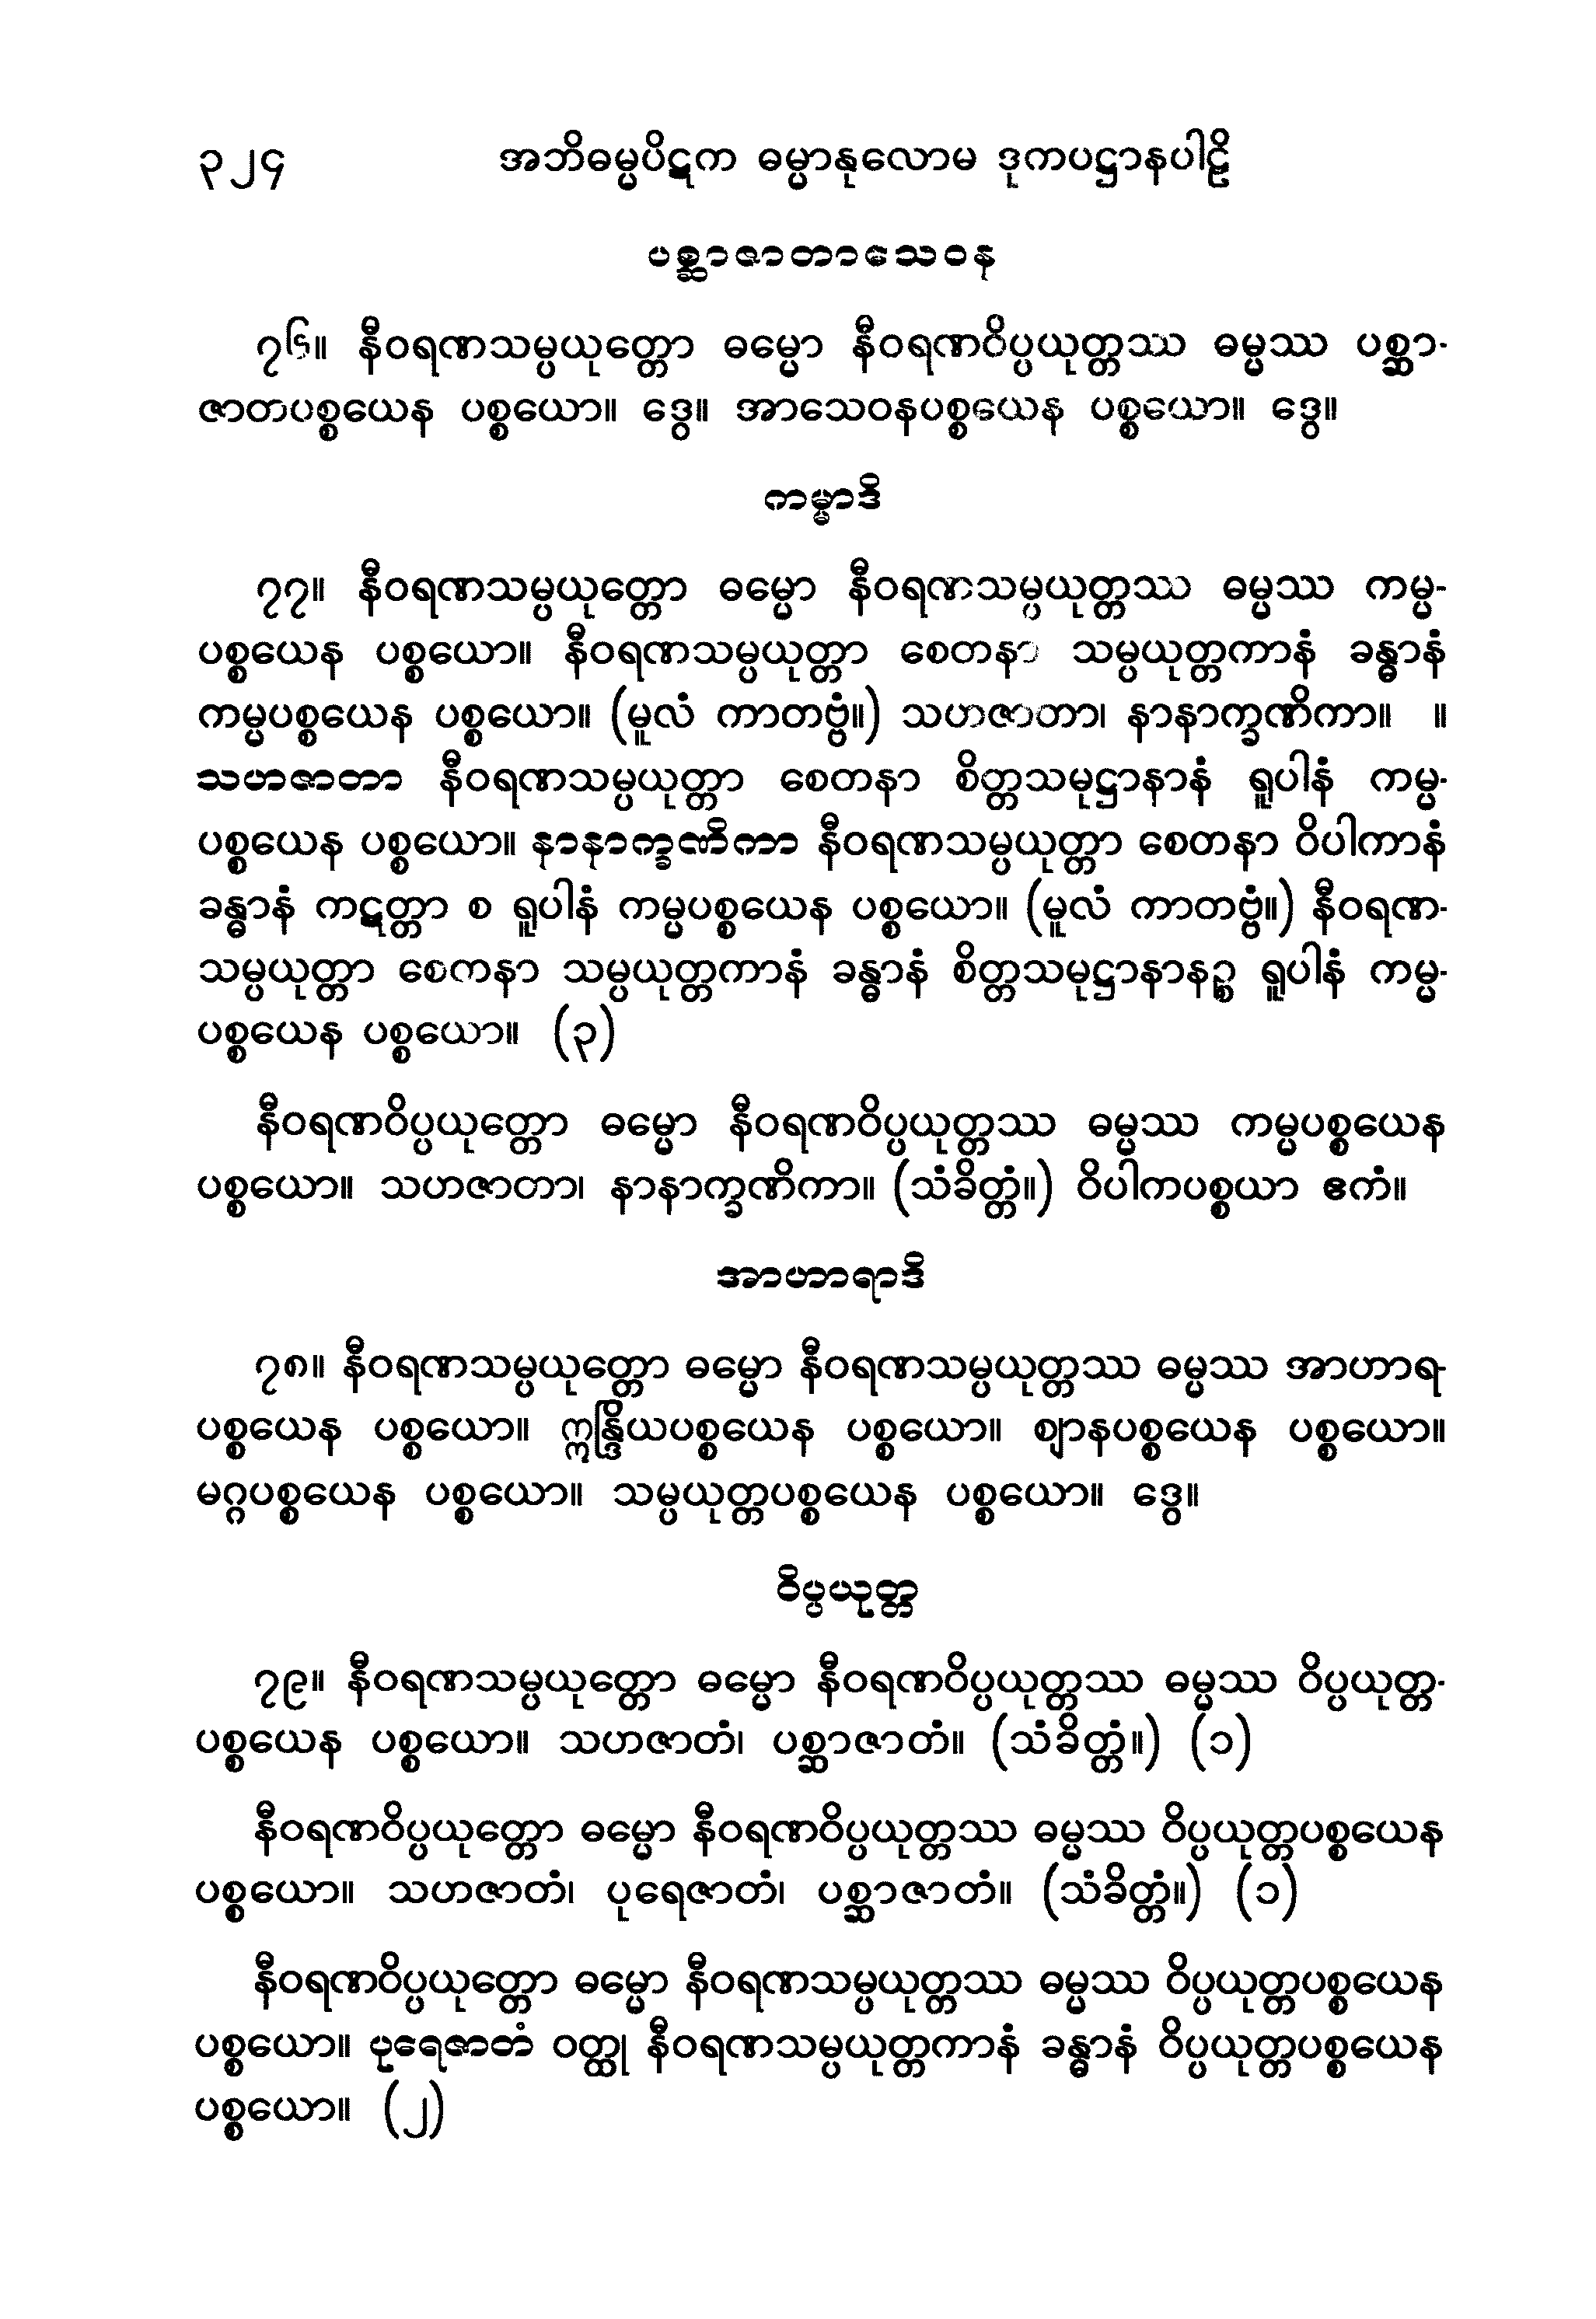 ၃၂၄ အဘိဓမ္မပိဋက ဓမ္မာနုလောမ ဒုကပဋ္ဌာနပါဠိ
ပစ္ဆာဇာတာသေဝန
၇၆။ နီဝရဏသမ္ပယုတ္တော ဓမ္မော နီဝရဏဝိပ္ပယုတ္တဿ ဓမ္မဿ ပစ္ဆာ-
ဇာတပစ္စယေန ပစ္စယော။ ဒွေ။ အာသေဝနပစ္စယေန ပစ္စယော။ ဒွေ။
ကမ္မာဒိ
၇၇။ နီဝရဏသမ္ပယုတ္တော ဓမ္မော နီဝရဏသမ္ပယုတ္တဿ ဓမ္မဿ ကမ္မ-
ပစ္စယေန ပစ္စယော။ နီဝရဏသမ္ပယုတ္တာ စေတနာ သမ္ပယုတ္တကာနံ ခန္ဓာနံ
ကမ္မပစ္စယေန ပစ္စယော။ (မူလံ ကာတဗ္ဗံ။) သဟဇာတာ၊ နာနာက္ခဏိကာ။ ။
သဟဇာတာ နီဝရဏသမ္ပယုတ္တာ စေတနာ စိတ္တသမုဋ္ဌာနာနံ ရူပါနံ ကမ္မ-
ပစ္စယေန ပစ္စယော။ နာနာက္ခဏိကာ နီဝရဏသမ္ပယုတ္တာ စေတနာ ဝိပါကာနံ
ခန္ဓာနံ ကဋတ္တာ စ ရူပါနံ ကမ္မပစ္စယေန ပစ္စယော။ (မူလံ ကာတဗ္ဗံ။) နီဝရဏ-
သမ္ပယုတ္တာ စေကနာ သမ္ပယုတ္တကာနံ ခန္ဓာနံ စိတ္တသမုဋ္ဌာနာနဉ္စ ရူပါနံ ကမ္မ-
ပစ္စယေန ပစ္စယော။ (၃)
နီဝရဏဝိပ္ပယုတ္တော ဓမ္မော နီဝရဏဝိပ္ပယုတ္တဿ ဓမ္မဿ ကမ္မပစ္စယေန
ပစ္စယော။ သဟဇာတာ၊ နာနာက္ခဏိကာ။ (သံခိတ္တံ။) ဝိပါကပစ္စယာ ဧကံ။
အာဟာရာဒိ
၇၈။ နီဝရဏသမ္ပယုတ္တော ဓမ္မော နီဝရဏသမ္ပယုတ္တဿ ဓမ္မဿ အာဟာရ-
ပစ္စယေန ပစ္စယော။ ဣန္ဒြိယပစ္စယေန ပစ္စယော။ ဈာနပစ္စယေန ပစ္စယော။
မဂ္ဂပစ္စယေန ပစ္စယော။ သမ္ပယုတ္တပစ္စယေန ပစ္စယော။ ဒွေ။
ဝိပ္ပယုတ္တ
၇၉။ နီဝရဏသမ္ပယုတ္တော ဓမ္မော နီဝရဏဝိပ္ပယုတ္တဿ ဓမ္မဿ ဝိပ္ပယုတ္တ-
ပစ္စယေန ပစ္စယော။ သဟဇာတံ၊ ပစ္ဆာဇာတံ။ (သံခိတ္တံ။) (၁)
နီဝရဏဝိပ္ပယုတ္တော ဓမ္မော နီဝရဏဝိပ္ပယုတ္တဿ ဓမ္မဿ ဝိပ္ပယုတ္တပစ္စယေန
ပစ္စယော။ သဟဇာတံ၊ ပုရေဇာတံ၊ ပစ္ဆာဇာတံ။ (သံခိတ္တံ။) (၁)
နီဝရဏဝိပ္ပယုတ္တော ဓမ္မော နီဝရဏသမ္ပယုတ္တဿ ဓမ္မဿ ဝိပ္ပယုတ္တပစ္စယေန
ပစ္စယော။ ပုရေဇာတံ ဝတ္ထု နီဝရဏသမ္ပယုတ္တကာနံ ခန္ဓာနံ ဝိပ္ပယုတ္တပစ္စယေန
ပစ္စယော။ (၂)